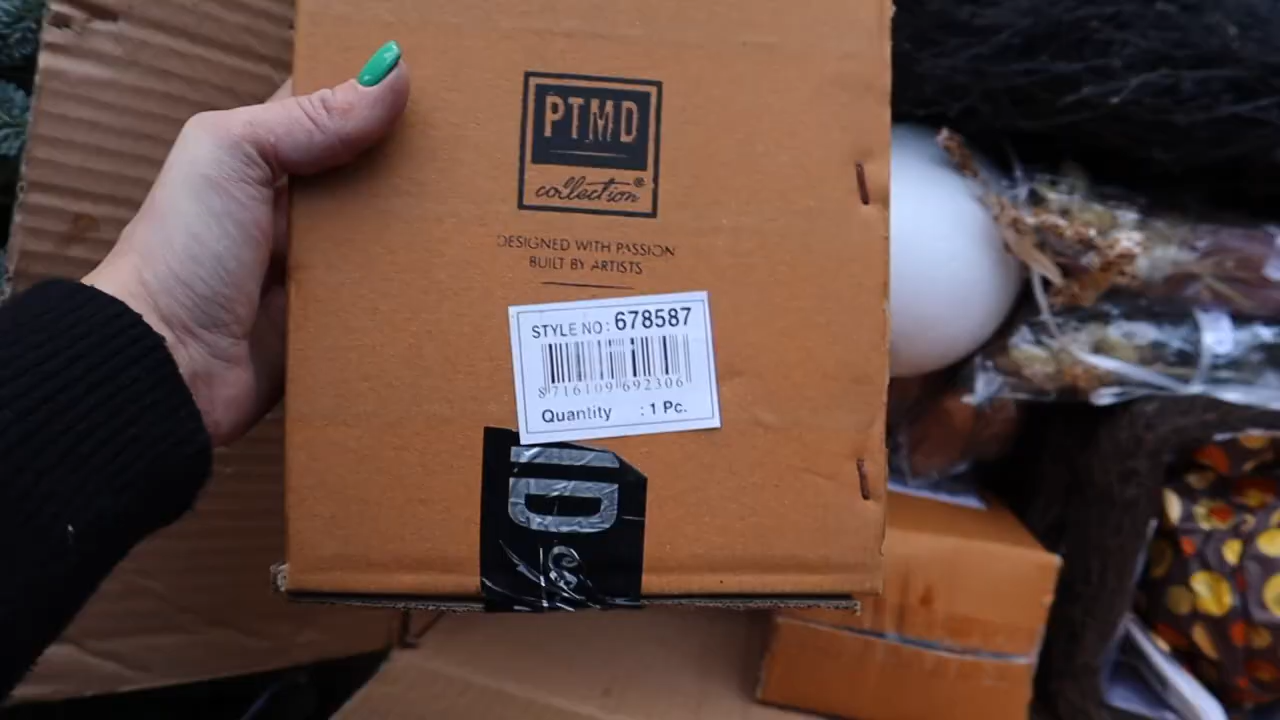 PTMD
collection®
DESIGNED WITH PASSION
BUILT BY ARTISTS
STYLE NO: 678587
8716109692306
Quantity : 1 Pc.
D